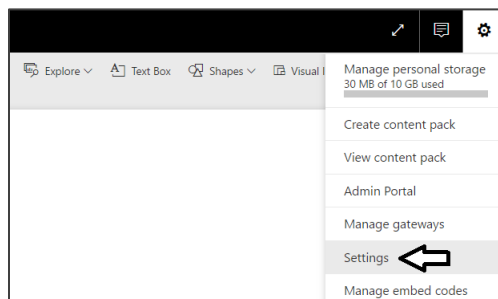 Explore
Text Box
Shapes
Visual
Manage personal storage
30 MB of 10 GB used
Create content pack
View content pack
Admin Portal
Manage gateways
Settings
Manage embed codes